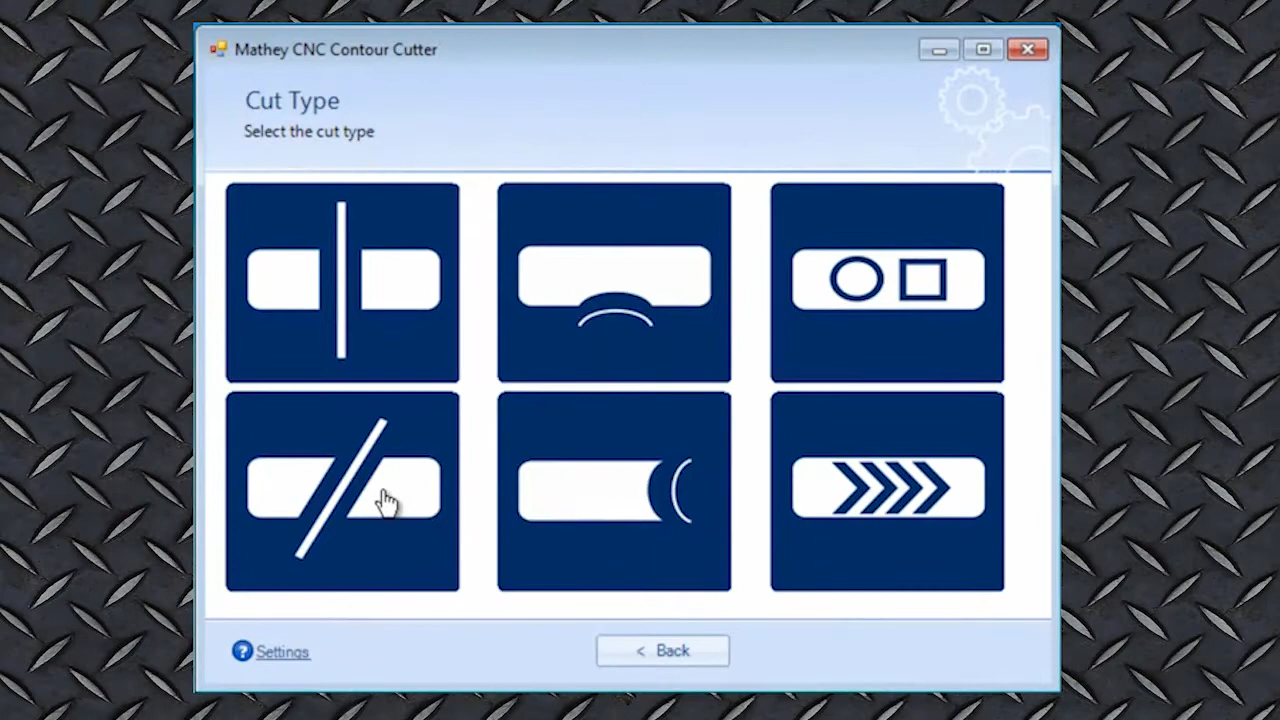 Mathey CNC Contour Cutter
Cut Type
Select the cut type
? Settings
< Back